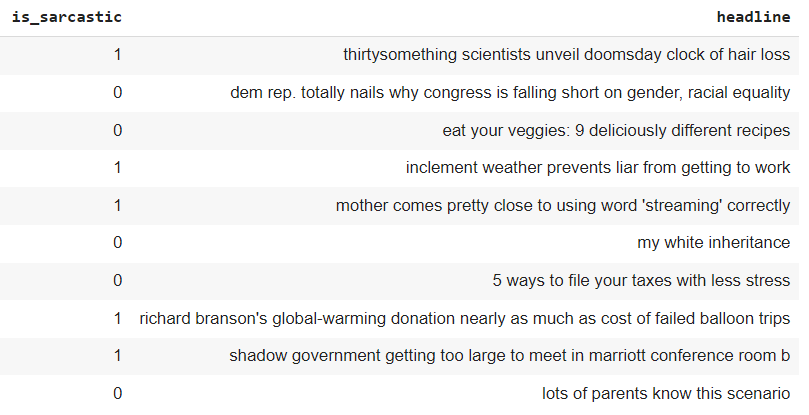 is_sarcastic headline
1 thirtysomething scientists unveil doomsday clock of hair loss
0 dem rep. totally nails why congress is falling short on gender, racial equality
0 eat your veggies: 9 deliciously different recipes
1 inclement weather prevents liar from getting to work
1 mother comes pretty close to using word 'streaming' correctly
0 my white inheritance
0 5 ways to file your taxes with less stress
1 richard branson's global-warming donation nearly as much as cost of failed balloon trips
1 shadow government getting too large to meet in marriott conference room b
0 lots of parents know this scenario